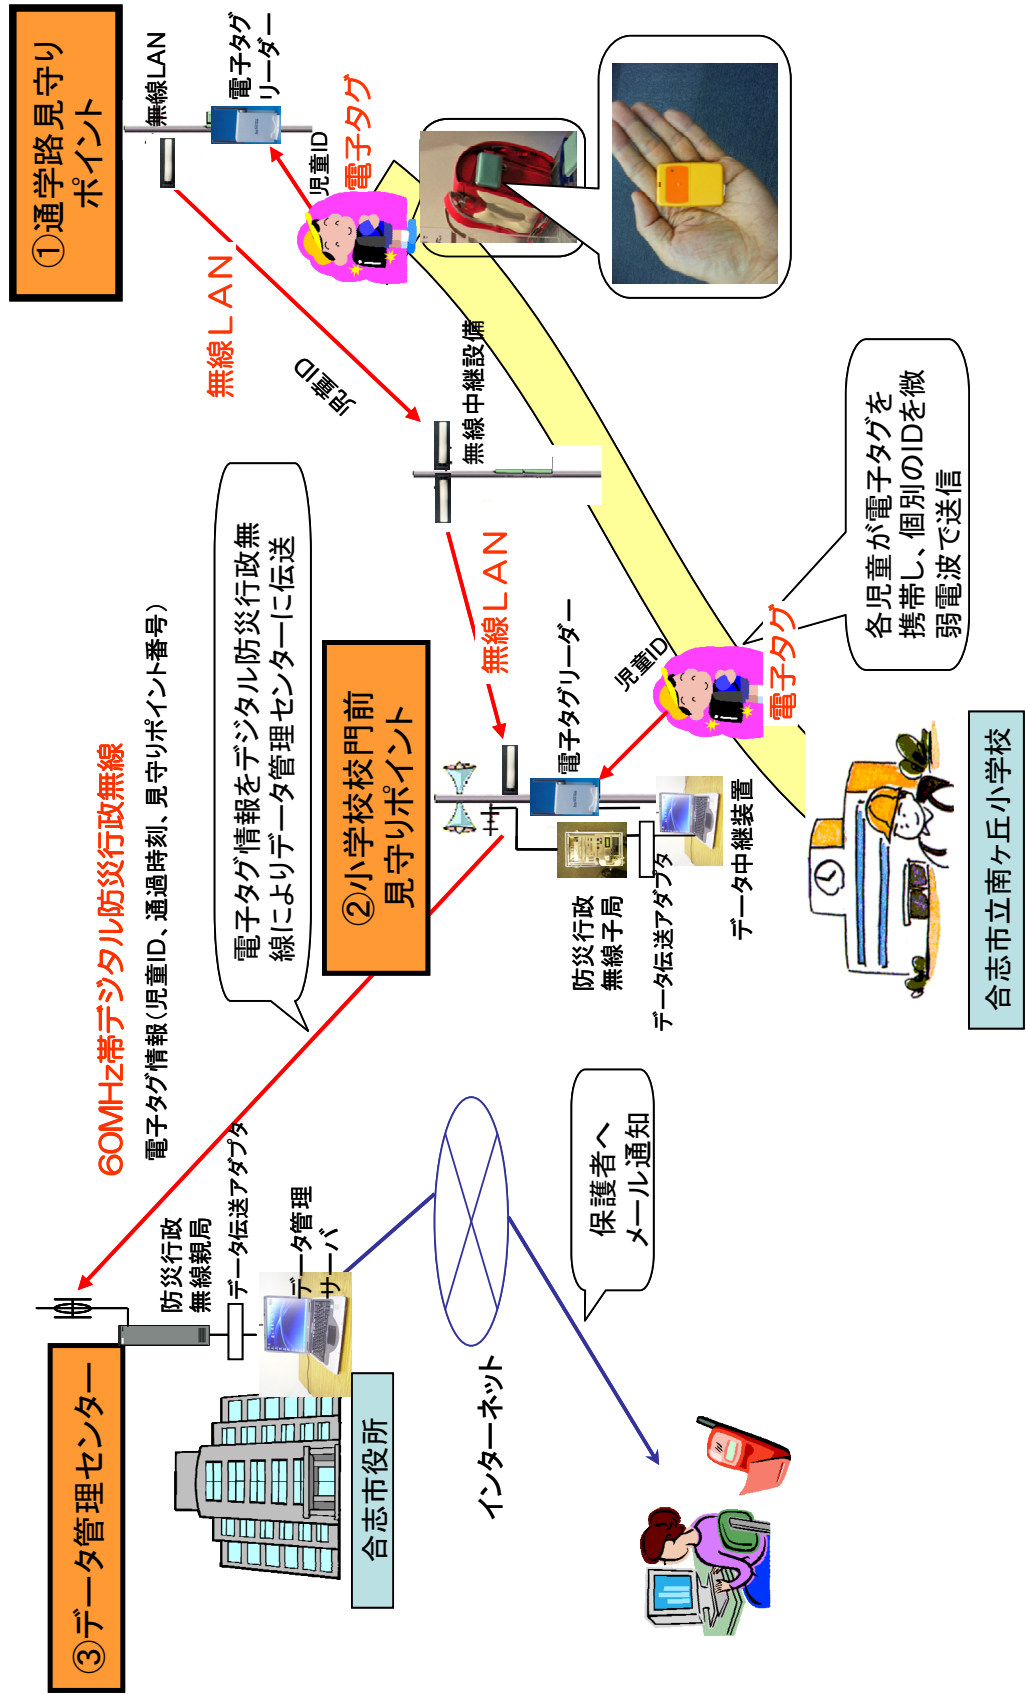 ③データ管理センター
防災行政
無線親局
データ伝送アダプタ
データ管理
サーバ
合志市役所
インターネット
保護者へ
メール通知
60MHz帯デジタル防災行政無線
電子タグ情報(児童ID、通過時刻、見守りポイント番号)
電子タグ情報をデジタル防災行政無
線によりデータ管理センターに伝送
②小学校校門前
見守りポイント
無線LAN
電子タグリーダー
防災行政
無線子局
データ伝送アダプタ
データ中継装置
児童ID
電子タグ
合志市立南ヶ丘小学校
各児童が電子タグを
携帯し、個別のIDを微
弱電波で送信
無線中継設備
無線LAN
児童ID
①通学路見守り
ポイント
無線LAN
電子タグ
リーダー
児童ID
電子タグ